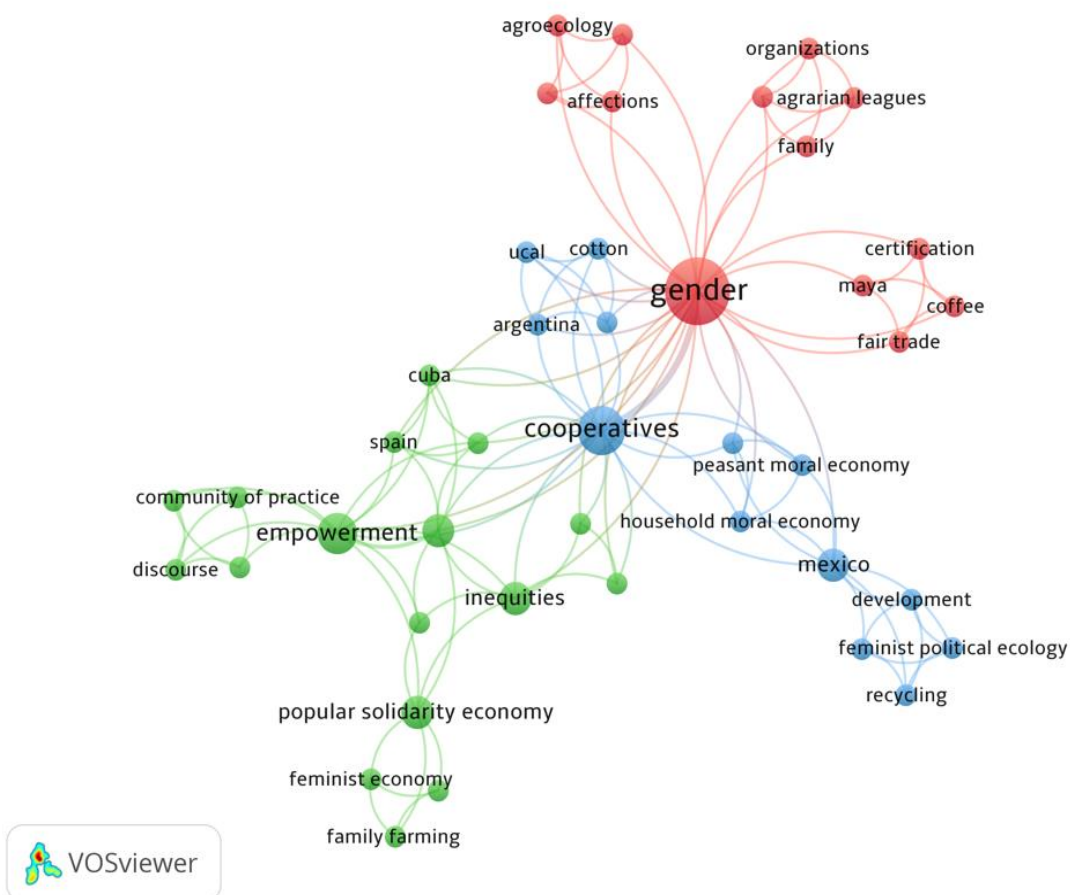 agroecology
organizations
affections
agrarian leagues
family
ucal
cotton
certification
gender
maya
coffee
argentina
fair trade
cuba
cooperatives
spain
peasant moral economy
community of practice
household moral economy
empowerment
discourse
mexico
inequities
development
feminist political ecology
recycling
popular solidarity economy
feminist economy
family farming
VOSviewer